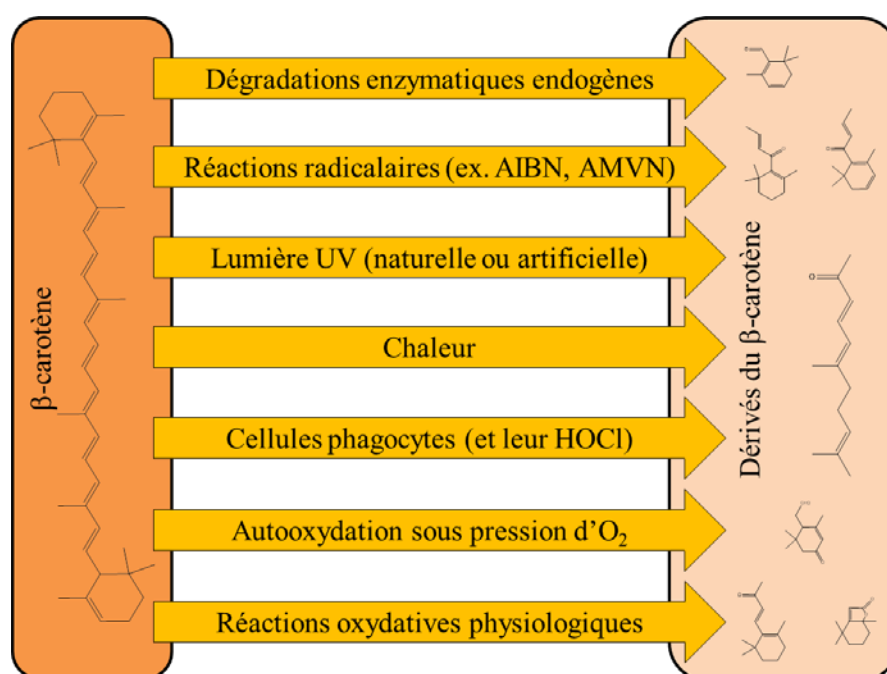 β-carotène
Dégradations enzymatiques endogènes
Réactions radicalaires (ex. AIBN, AMVN)
Lumière UV (naturelle ou artificielle)
Chaleur
Cellules phagocytes (et leur HOCl)
Autooxydation sous pression d’O₂
Réactions oxydatives physiologiques
Dérivés du β-carotène